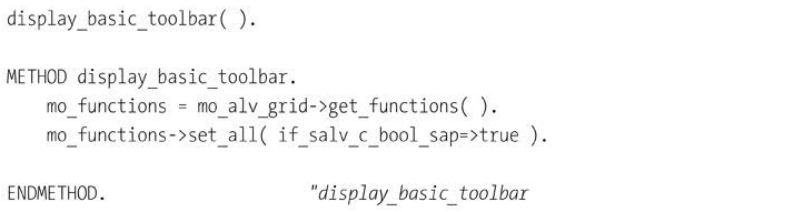 display_basic_toolbar( ).
METHOD display_basic_toolbar.
mo_functions = mo_alv_grid->get_functions( ).
mo_functions->set_all( if_salv_c_bool_sap=>true ).
ENDMETHOD. "display_basic_toolbar